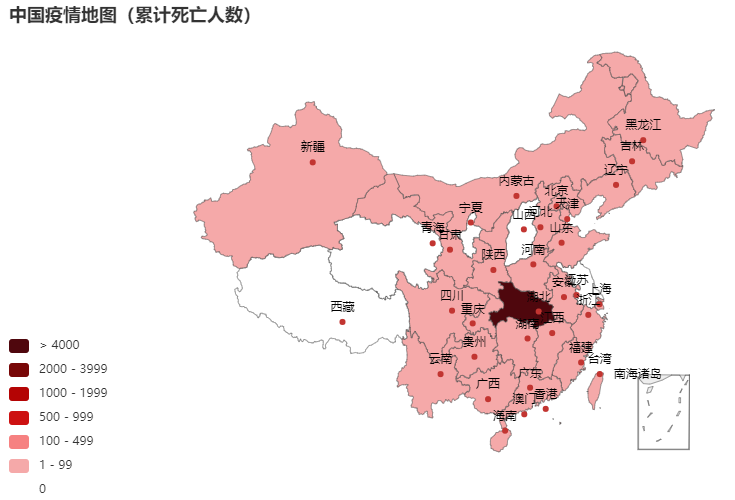 中国疫情地图（累计死亡人数）
黑龙江
新疆
吉林
辽宁
内蒙古
北京
天津
宁夏
山西
河北
青海
甘肃
山东
陕西
河南
安徽
江苏
上海
四川
湖北
浙江
西藏
重庆
湖南
江西
贵州
福建
云南
台湾
广东
南海诸岛
广西
澳门
香港
海南
> 4000
2000 - 3999
1000 - 1999
500 - 999
100 - 499
1 - 99
0